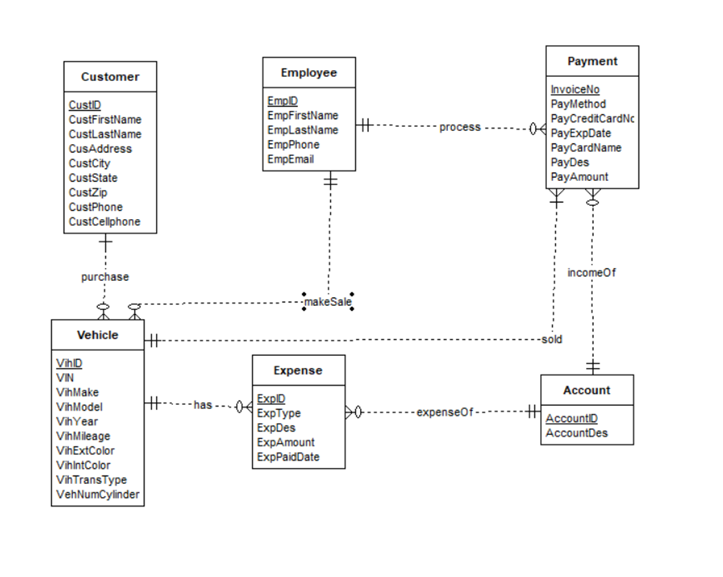 Customer
CustID
CustFirstName
CustLastName
CusAddress
CustCity
CustState
CustZip
CustPhone
CustCellphone
Employee
EmpID
EmpFirstName
EmpLastName
EmpPhone
EmpEmail
Payment
InvoiceNo
PayMethod
PayCreditCardNo
PayExpDate
PayCardName
PayDes
PayAmount
process
purchase
makeSale
incomeOf
sold
Vehicle
VihID
VIN
VihMake
VihModel
VihYear
VihMileage
VihExtColor
VihIntColor
VihTransType
VehNumCylinder
has
Expense
ExpID
ExpType
ExpDes
ExpAmount
ExpPaidDate
expenseOf
Account
AccountID
AccountDes